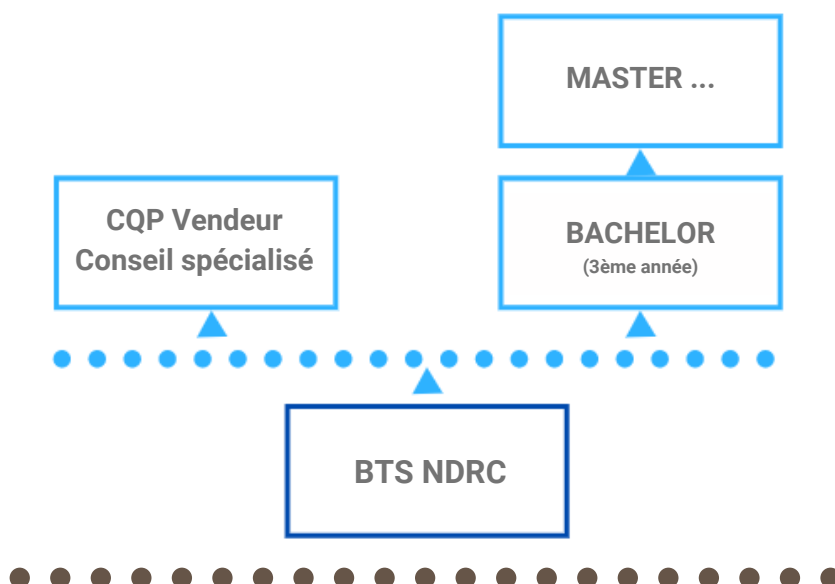 MASTER ...
CQP Vendeur
Conseil spécialisé
BACHELOR
(3ème année)
BTS NDRC